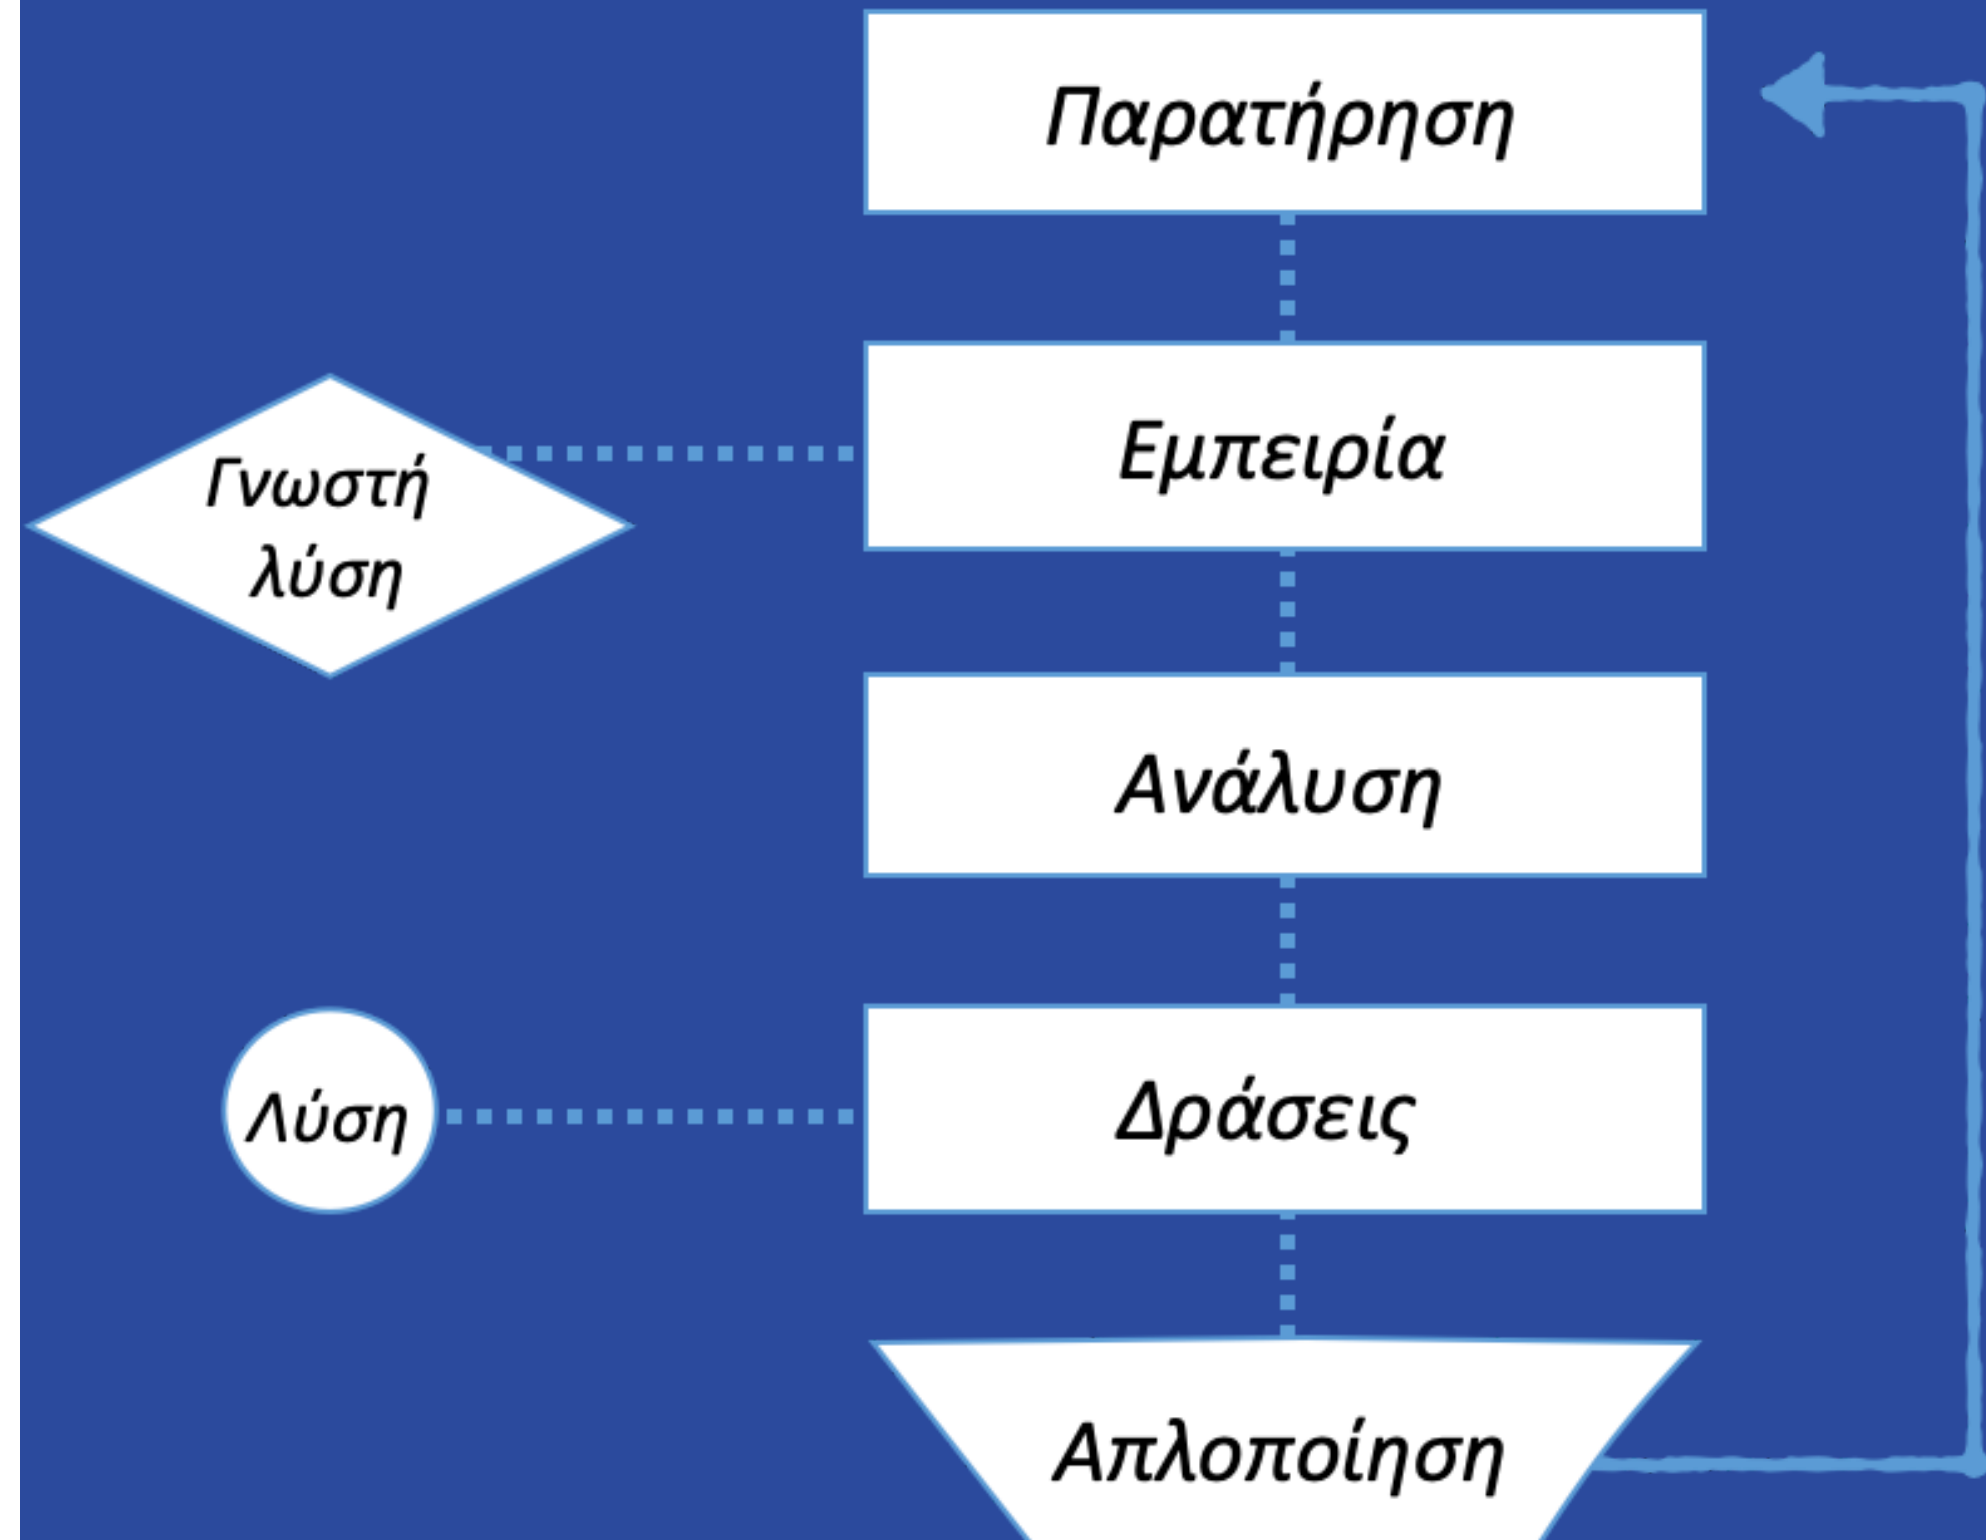 Παρατήρηση
Εμπειρία
Γνωστή
λύση
Ανάλυση
Δράσεις
Λύση
Απλοποίηση